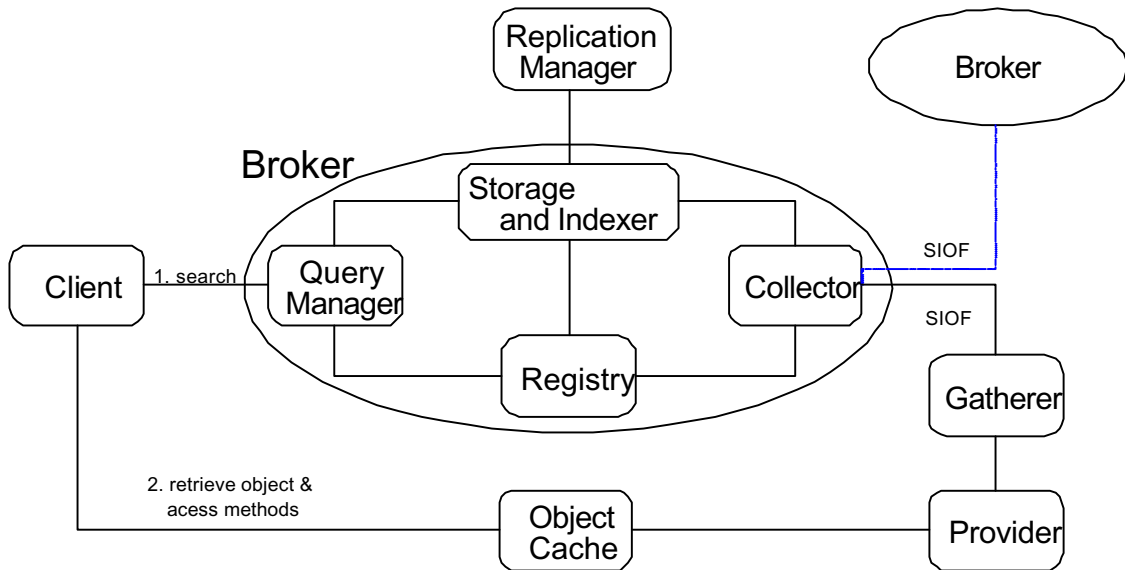 Replication
Manager
Broker
Broker
Storage
and Indexer
SIOF
Client
1. search
Query
Manager
Collector
SIOF
Registry
Gatherer
2. retrieve object &
acess methods
Object
Cache
Provider